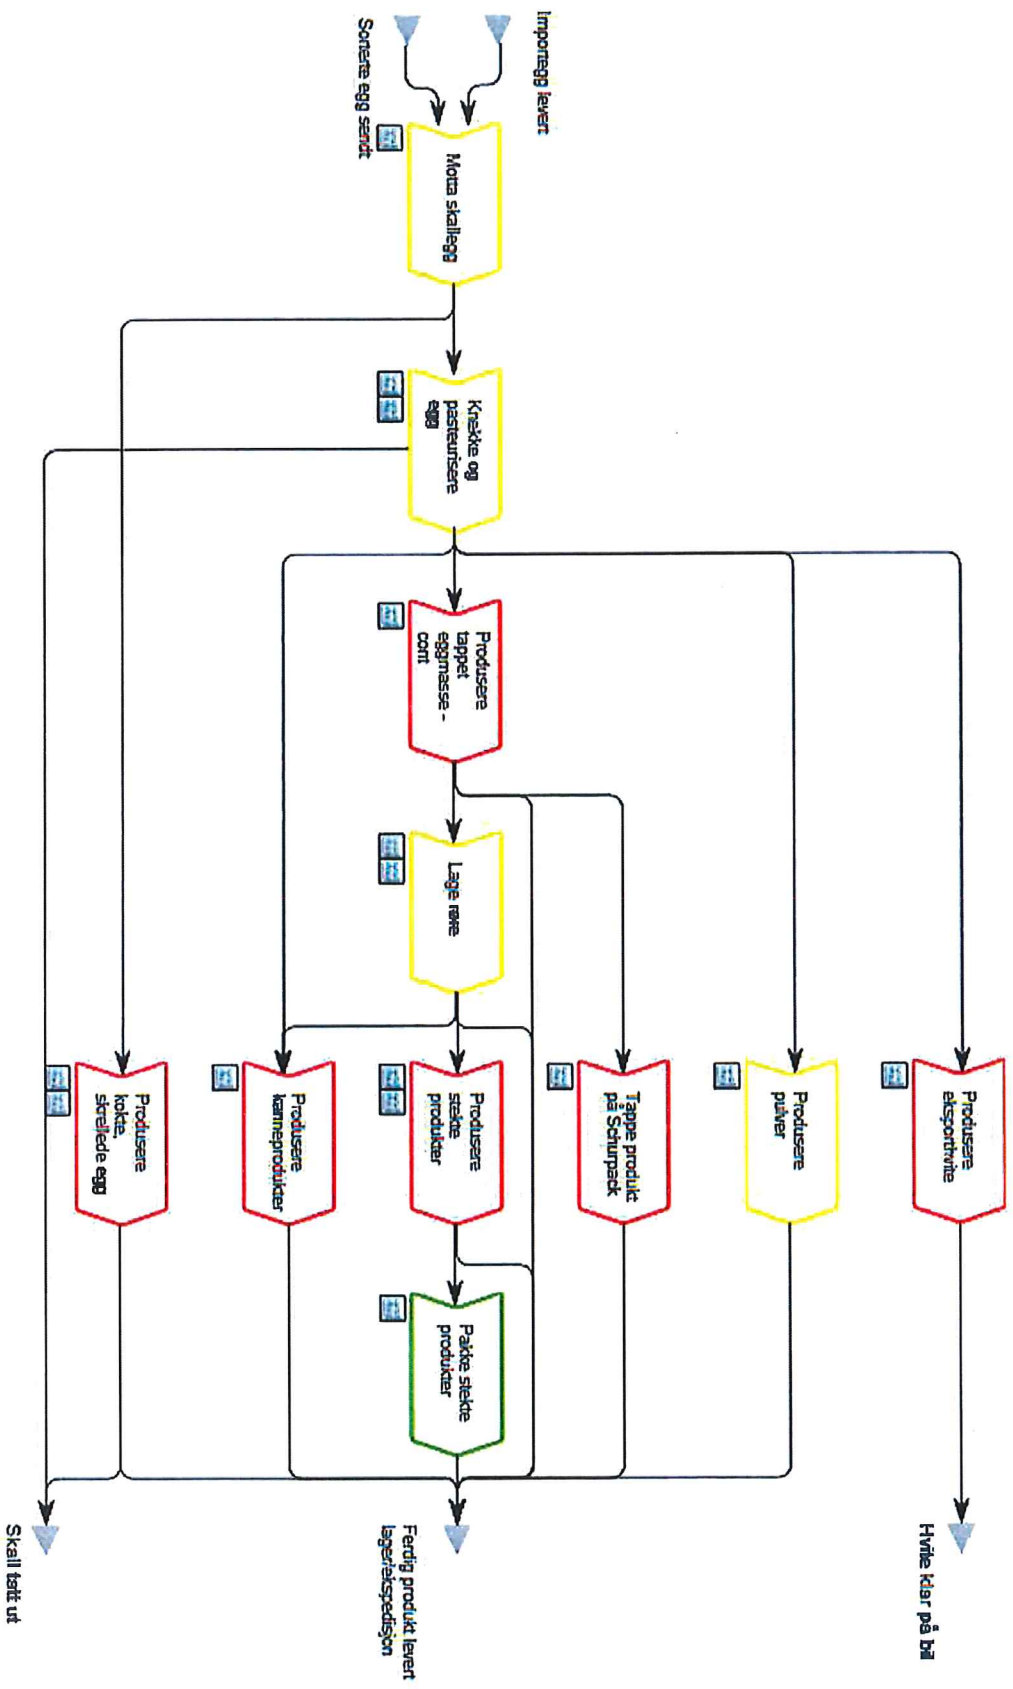 Importegg levert
Sorterte egg sendt
Motta skallegg
Knekke og
pasteurisere
egg
Produsere
tappet
eggmasse -
cont
Lage røre
Produsere
eksporthvite
Produsere
pulver
Tappe produkt
på Schurpack
Produsere
stekte
produkter
Produsere
kanneprodukter
Produsere
kokte,
skrellede egg
Pakke stekte
produkter
Hvite klar på bil
Ferdig produkt levert
lager/ekspedisjon
Skall tatt ut